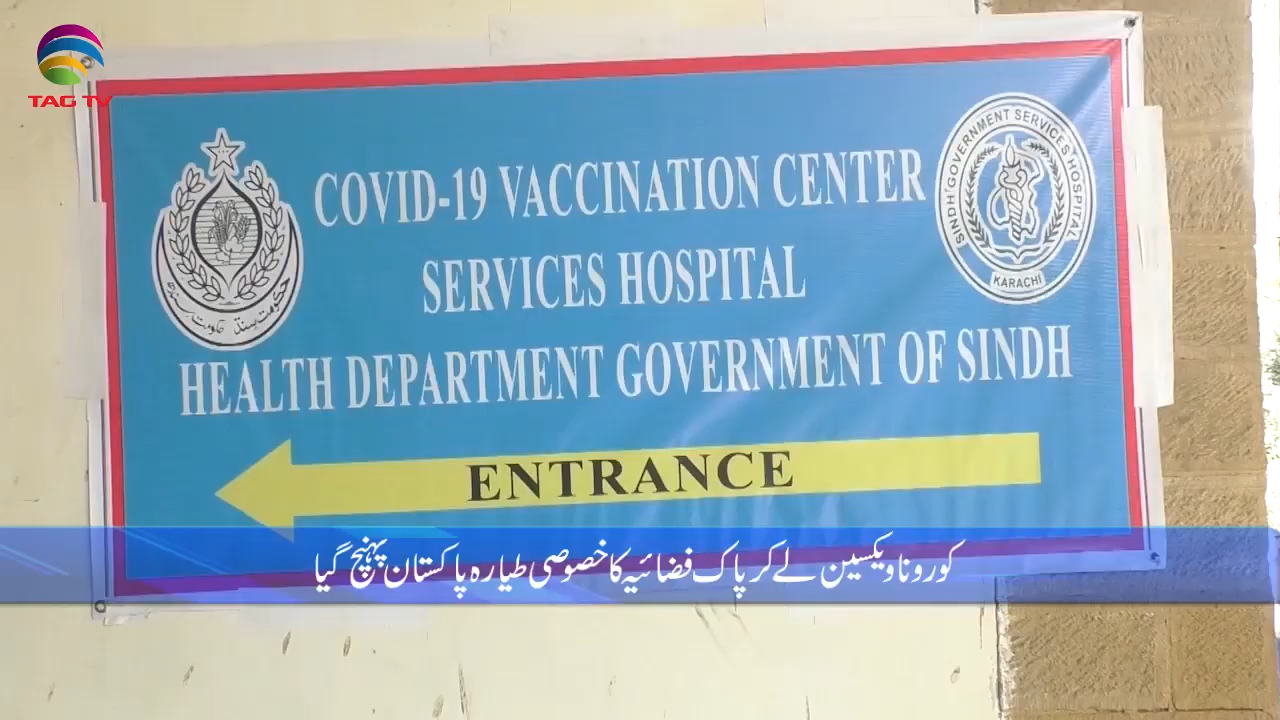 TAG TV
COVID-19 VACCINATION CENTER
SERVICES HOSPITAL
HEALTH DEPARTMENT GOVERNMENT OF SINDH
ENTRANCE
SINDH GOVERNMENT SERVICES HOSPITAL
KARACHI
کورونا ویکسین لے کر پاک فضائیہ کا خصوصی طیارہ پاکستان پہنچ گیا